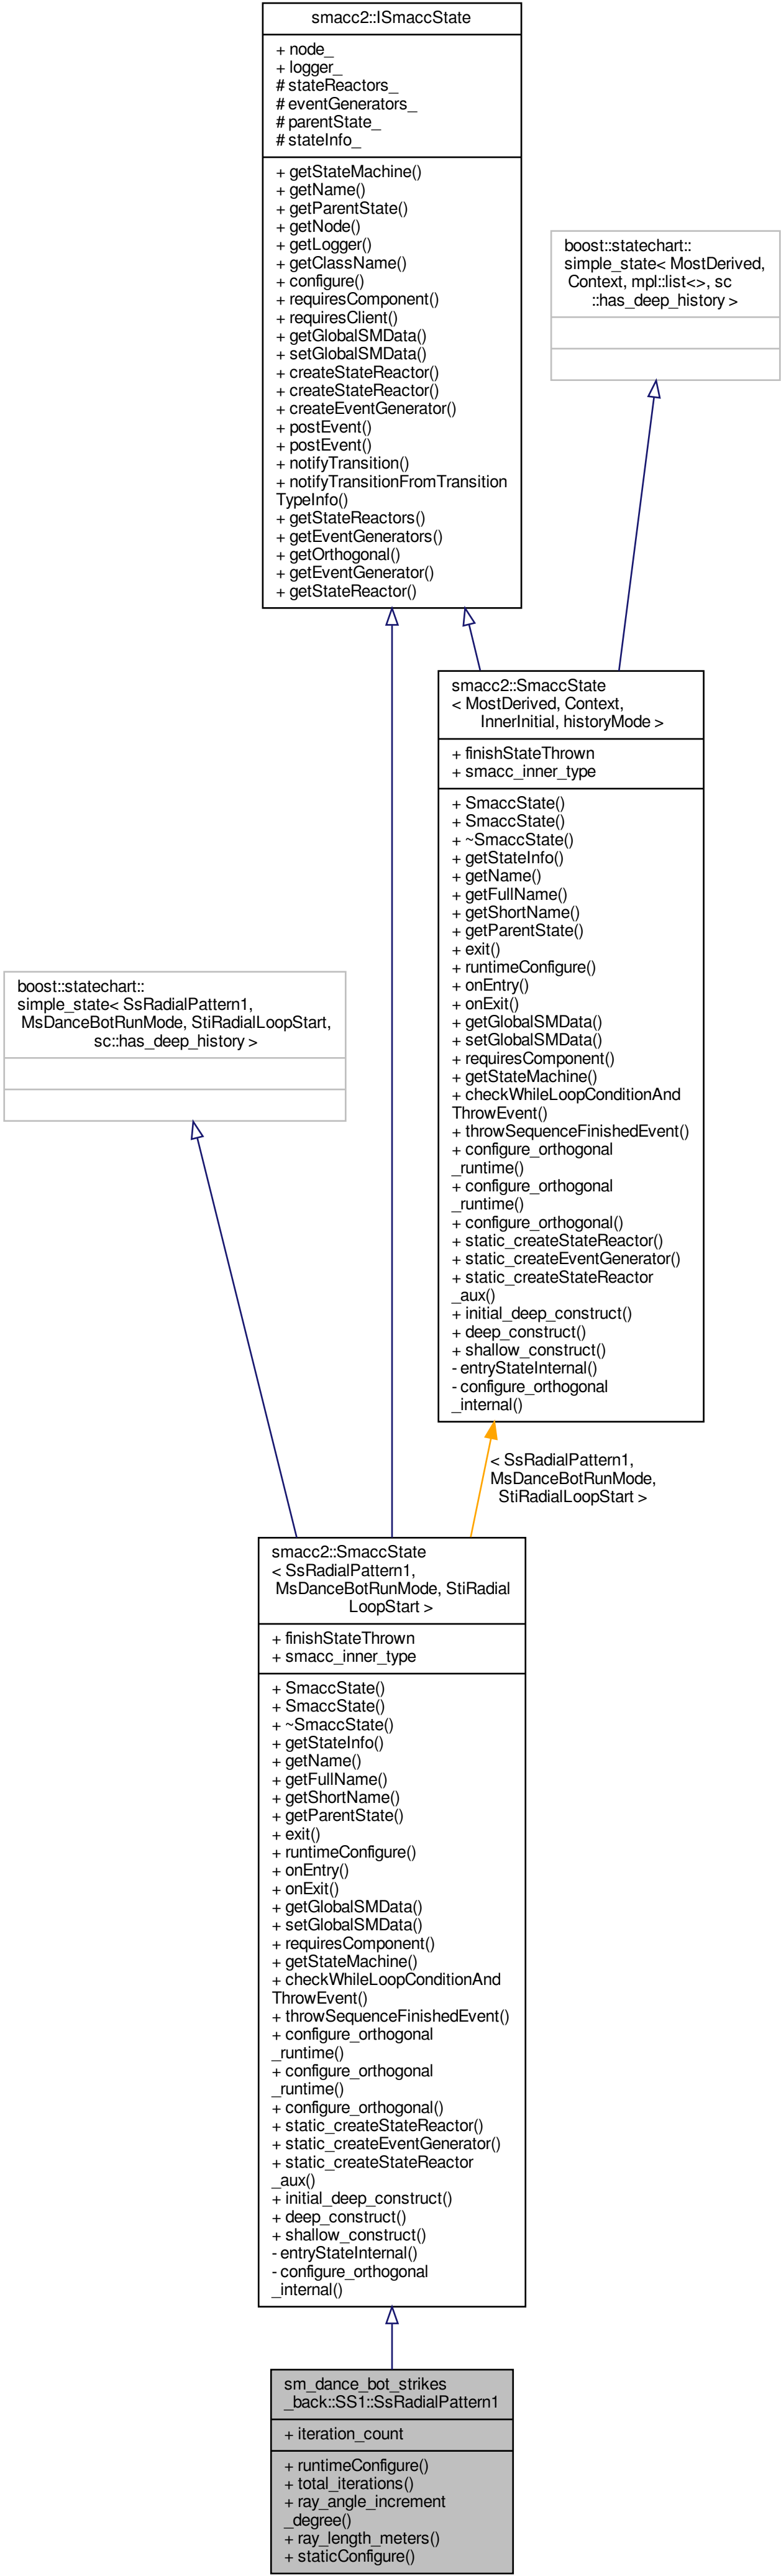 smacc2::ISmaccState
+ node_
+ logger_
# stateReactors_
# eventGenerators_
# parentState_
# stateInfo_
+ getStateMachine()
+ getName()
+ getParentState()
+ getNode()
+ getLogger()
+ getClassName()
+ configure()
+ requiresComponent()
+ requiresClient()
+ getGlobalSMData()
+ setGlobalSMData()
+ createStateReactor()
+ createStateReactor()
+ createEventGenerator()
+ postEvent()
+ postEvent()
+ notifyTransition()
+ notifyTransitionFromTransition
TypeInfo()
+ getStateReactors()
+ getEventGenerators()
+ getOrthogonal()
+ getEventGenerator()
+ getStateReactor()
boost::statechart::
simple_state< MostDerived,
Context, mpl::list<>, sc
::has_deep_history >
smacc2::SmaccState
< MostDerived, Context,
InnerInitial, historyMode >
+ finishStateThrown
+ smacc_inner_type
+ SmaccState()
+ SmaccState()
+ ~SmaccState()
+ getStateInfo()
+ getName()
+ getFullName()
+ getShortName()
+ getParentState()
+ exit()
+ runtimeConfigure()
+ onEntry()
+ onExit()
+ getGlobalSMData()
+ setGlobalSMData()
+ requiresComponent()
+ getStateMachine()
+ checkWhileLoopConditionAnd
ThrowEvent()
+ throwSequenceFinishedEvent()
+ configure_orthogonal
_runtime()
+ configure_orthogonal
_runtime()
+ configure_orthogonal()
+ static_createStateReactor()
+ static_createEventGenerator()
+ static_createStateReactor
_aux()
+ initial_deep_construct()
+ deep_construct()
+ shallow_construct()
- entryStateInternal()
- configure_orthogonal
_internal()
boost::statechart::
simple_state< SsRadialPattern1,
MsDanceBotRunMode, StiRadialLoopStart,
sc::has_deep_history >
< SsRadialPattern1,
MsDanceBotRunMode,
StiRadialLoopStart >
smacc2::SmaccState
< SsRadialPattern1,
MsDanceBotRunMode, StiRadial
LoopStart >
+ finishStateThrown
+ smacc_inner_type
+ SmaccState()
+ SmaccState()
+ ~SmaccState()
+ getStateInfo()
+ getName()
+ getFullName()
+ getShortName()
+ getParentState()
+ exit()
+ runtimeConfigure()
+ onEntry()
+ onExit()
+ getGlobalSMData()
+ setGlobalSMData()
+ requiresComponent()
+ getStateMachine()
+ checkWhileLoopConditionAnd
ThrowEvent()
+ throwSequenceFinishedEvent()
+ configure_orthogonal
_runtime()
+ configure_orthogonal
_runtime()
+ configure_orthogonal()
+ static_createStateReactor()
+ static_createEventGenerator()
+ static_createStateReactor
_aux()
+ initial_deep_construct()
+ deep_construct()
+ shallow_construct()
- entryStateInternal()
- configure_orthogonal
_internal()
sm_dance_bot_strikes
_back::SS1::SsRadialPattern1
+ iteration_count
+ runtimeConfigure()
+ total_iterations()
+ ray_angle_increment
_degree()
+ ray_length_meters()
+ staticConfigure()